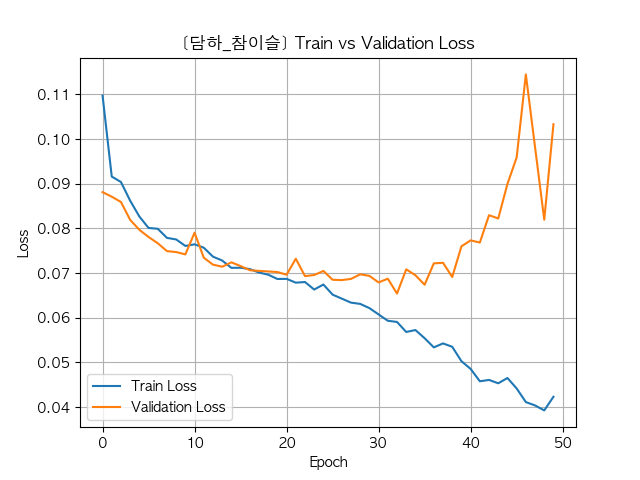 [담하_참이슬] Train vs Validation Loss
0.11
0.10
0.09
0.08
0.07
0.06
0.05
0.04
Loss
Train Loss
Validation Loss
0
10
20
30
40
50
Epoch